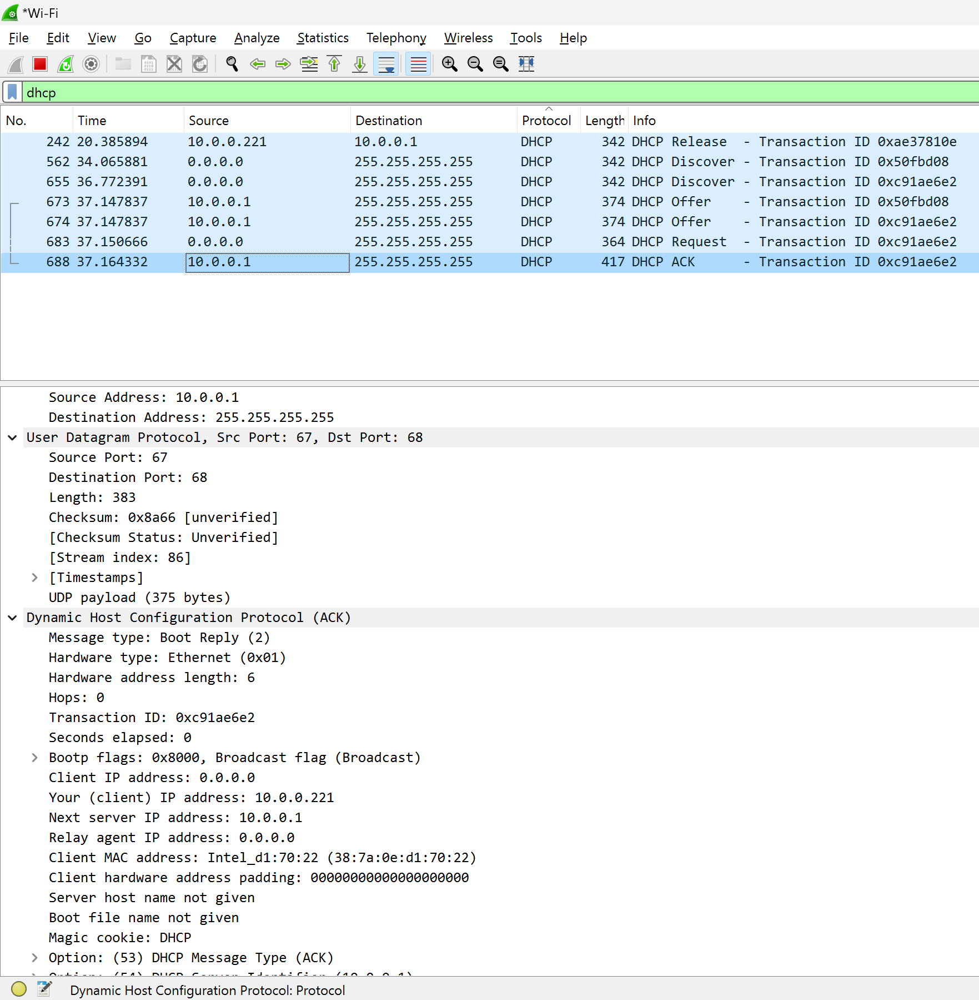 *Wi-Fi
File Edit View Go Capture Analyze Statistics Telephony Wireless Tools Help
dhcp
No. Time Source Destination Protocol Length Info
242 20.385894 10.0.0.221 10.0.0.1 DHCP 342 DHCP Release - Transaction ID 0xae37810e
562 34.065881 0.0.0.0 255.255.255.255 DHCP 342 DHCP Discover - Transaction ID 0x50fbd08
655 36.772391 0.0.0.0 255.255.255.255 DHCP 342 DHCP Discover - Transaction ID 0xc91ae6e2
673 37.147837 10.0.0.1 255.255.255.255 DHCP 374 DHCP Offer - Transaction ID 0x50fbd08
674 37.147837 10.0.0.1 255.255.255.255 DHCP 374 DHCP Offer - Transaction ID 0xc91ae6e2
683 37.150666 0.0.0.0 255.255.255.255 DHCP 364 DHCP Request - Transaction ID 0xc91ae6e2
688 37.164332 10.0.0.1 255.255.255.255 DHCP 417 DHCP ACK - Transaction ID 0xc91ae6e2
Source Address: 10.0.0.1
Destination Address: 255.255.255.255
User Datagram Protocol, Src Port: 67, Dst Port: 68
Source Port: 67
Destination Port: 68
Length: 383
Checksum: 0x8a66 [unverified]
[Checksum Status: Unverified]
[Stream index: 86]
[Timestamps]
UDP payload (375 bytes)
Dynamic Host Configuration Protocol (ACK)
Message type: Boot Reply (2)
Hardware type: Ethernet (0x01)
Hardware address length: 6
Hops: 0
Transaction ID: 0xc91ae6e2
Seconds elapsed: 0
Bootp flags: 0x8000, Broadcast flag (Broadcast)
Client IP address: 0.0.0.0
Your (client) IP address: 10.0.0.221
Next server IP address: 10.0.0.1
Relay agent IP address: 0.0.0.0
Client MAC address: Intel_d1:70:22 (38:7a:0e:d1:70:22)
Client hardware address padding: 00000000000000000000
Server host name not given
Boot file name not given
Magic cookie: DHCP
Option: (53) DHCP Message Type (ACK)
Option: (54) DHCP Server Identifier (10.0.0.1)
Dynamic Host Configuration Protocol: Protocol